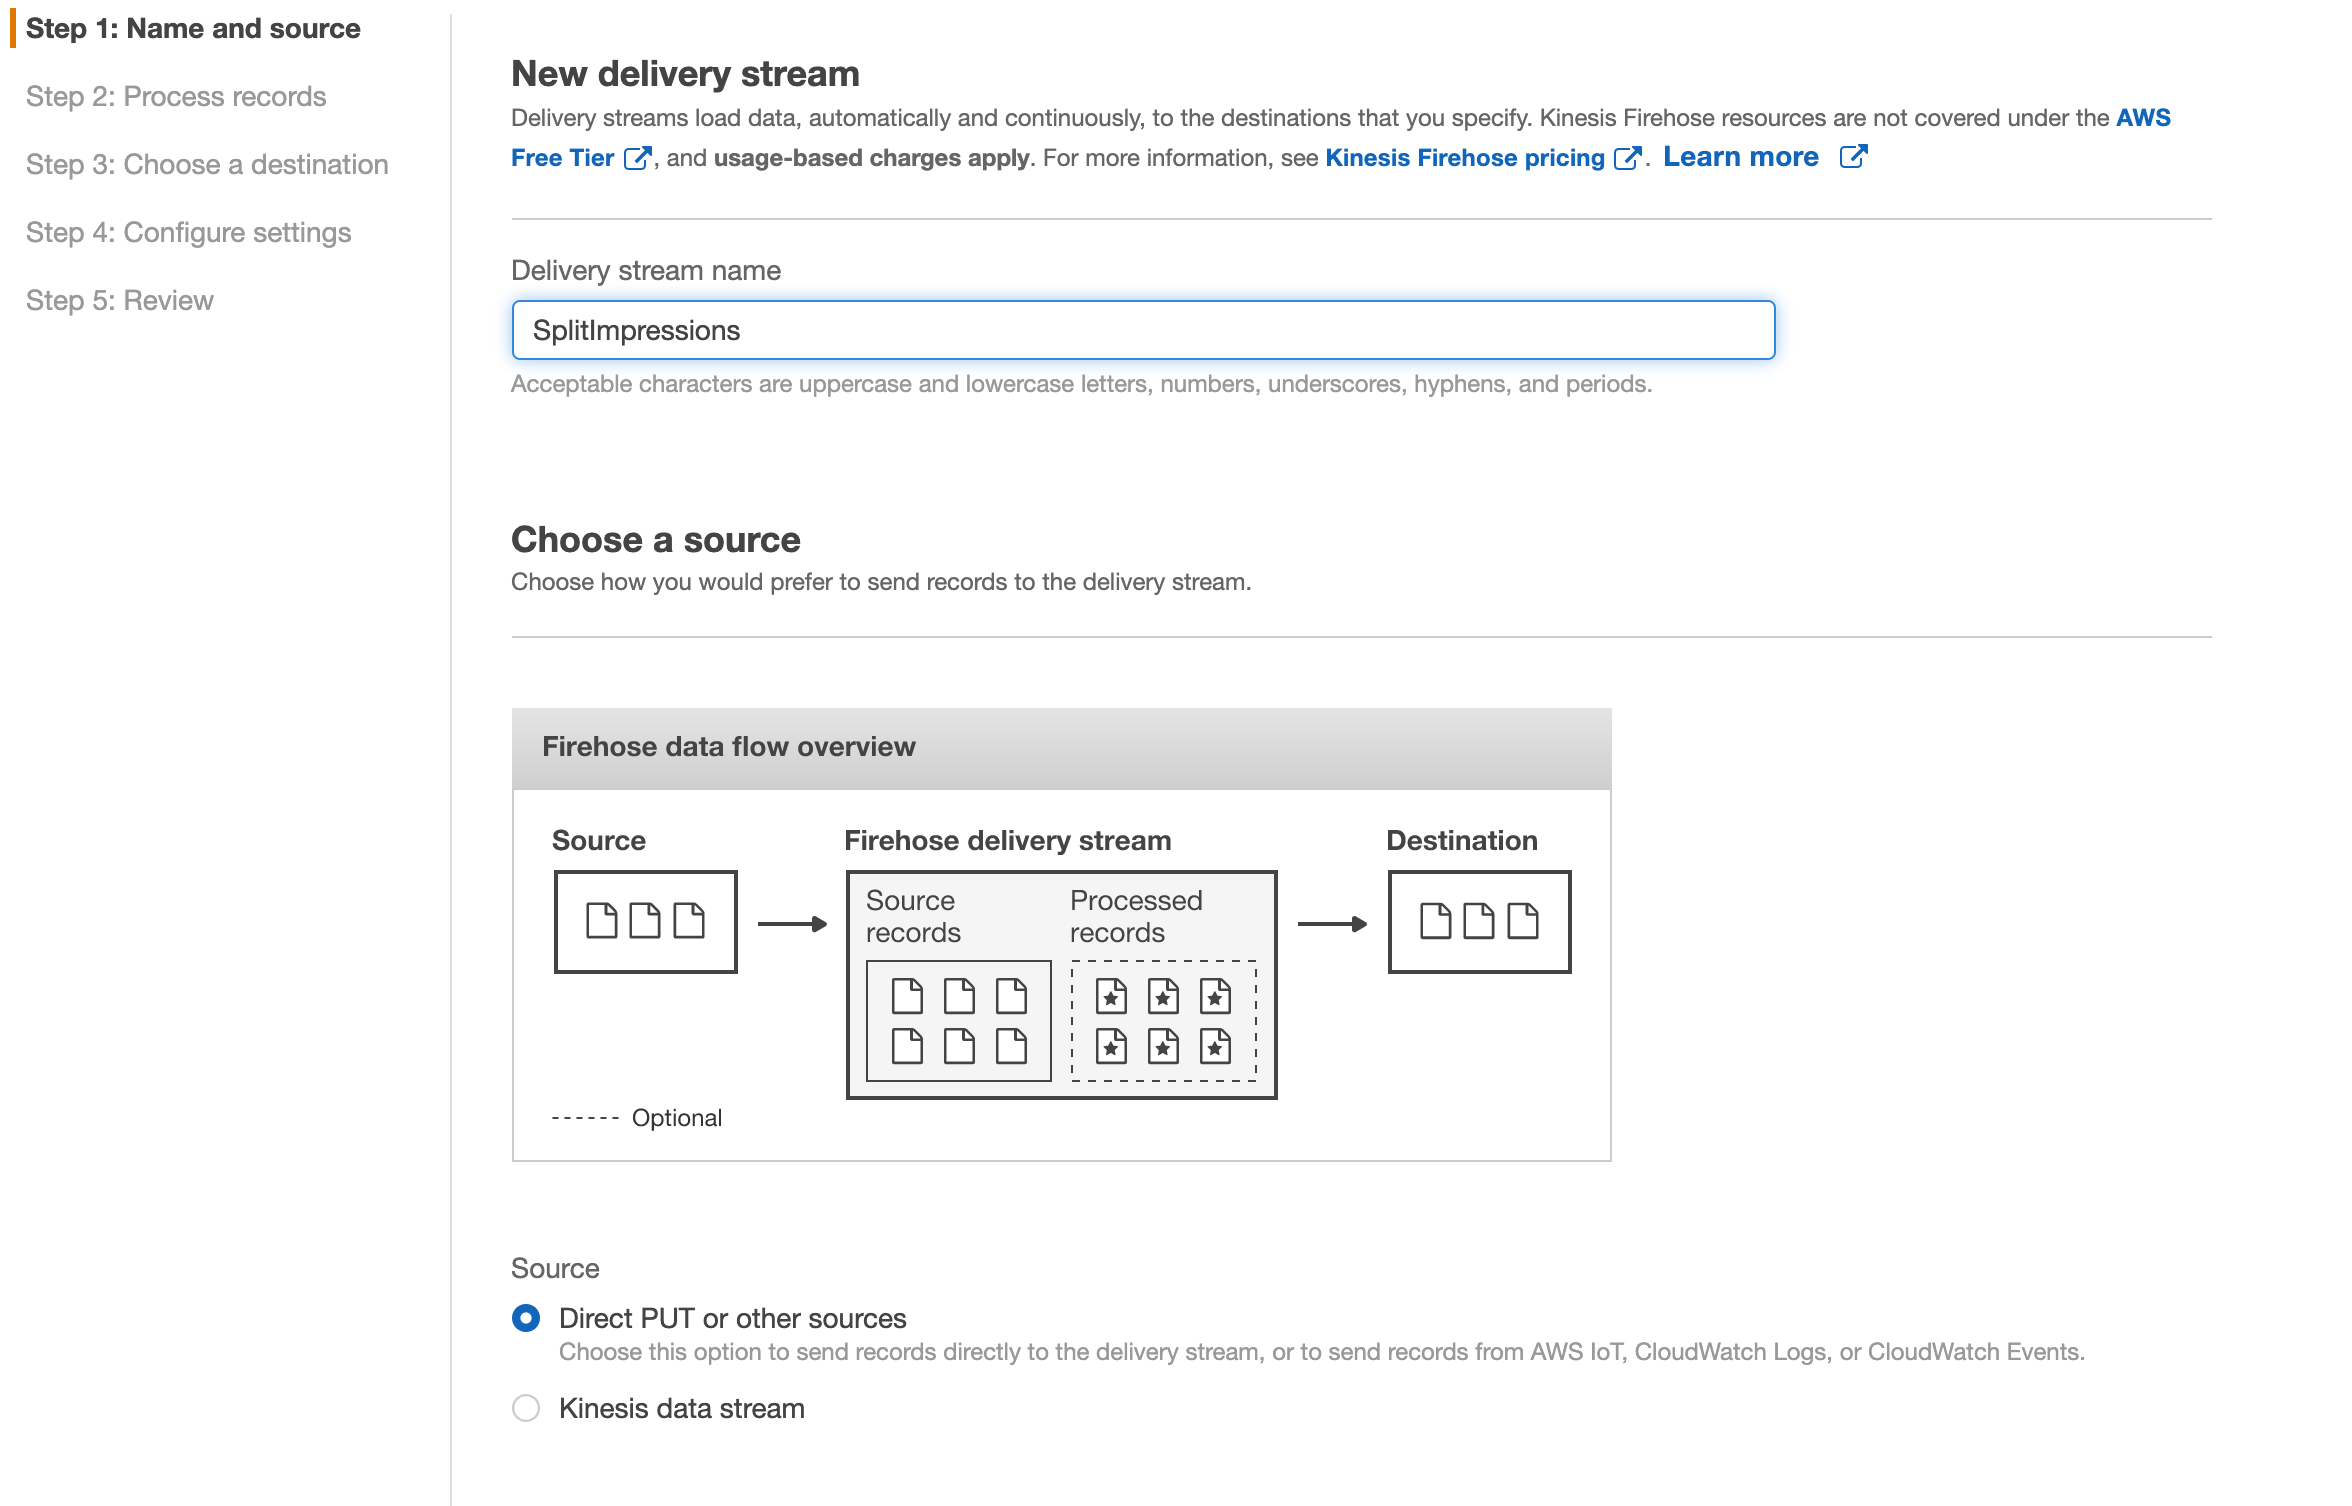 Step 1: Name and source
Step 2: Process records
Step 3: Choose a destination
Step 4: Configure settings
Step 5: Review
New delivery stream
Delivery streams load data, automatically and continuously, to the destinations that you specify. Kinesis Firehose resources are not covered under the AWS
Free Tier , and usage-based charges apply. For more information, see Kinesis Firehose pricing . Learn more
Delivery stream name
SplitImpressions
Acceptable characters are uppercase and lowercase letters, numbers, underscores, hyphens, and periods.
Choose a source
Choose how you would prefer to send records to the delivery stream.
Firehose data flow overview
Source
Firehose delivery stream
Destination
Source
records
Processed
records
Optional
Source
Direct PUT or other sources
Choose this option to send records directly to the delivery stream, or to send records from AWS IoT, CloudWatch Logs, or CloudWatch Events.
Kinesis data stream